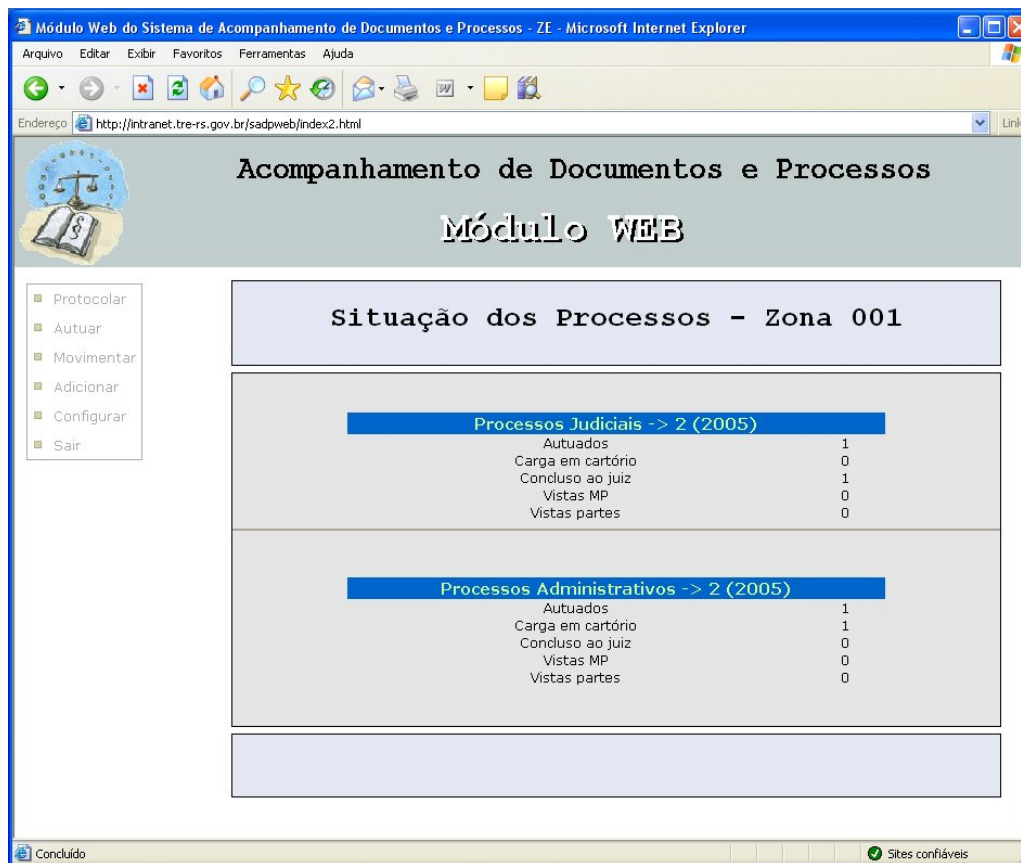 Módulo Web do Sistema de Acompanhamento de Documentos e Processos - ZE - Microsoft Internet Explorer
Arquivo Editar Exibir Favoritos Ferramentas Ajuda
Endereço http://intranet.tre-rs.gov.br/sadpweb/index2.html Link
Acompanhamento de Documentos e Processos
Módulo WEB
Protocolar
Autuar
Movimentar
Adicionar
Configurar
Sair
Situação dos Processos - Zona 001
Processos Judiciais -> 2 (2005)
Autuados 1
Carga em cartório 0
Concluso ao juiz 1
Vistas MP 0
Vistas partes 0
Processos Administrativos -> 2 (2005)
Autuados 1
Carga em cartório 1
Concluso ao juiz 0
Vistas MP 0
Vistas partes 0
Concluído Sites confiáveis